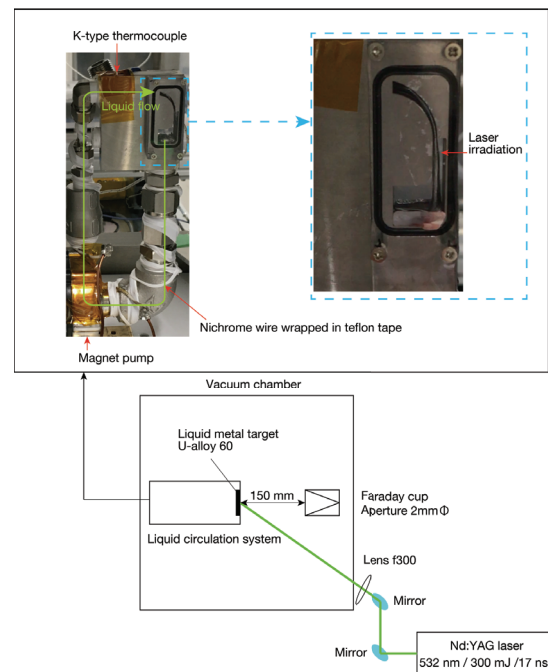 K-type thermocouple
Liquid flow
Laser
irradiation
Nichrome wire wrapped in teflon tape
Magnet pump
Vacuum chamber
Liquid metal target
U-alloy 60
150 mm
Faraday cup
Aperture 2mmΦ
Liquid circulation system
Lens f300
Mirror
Mirror
Nd:YAG laser
532 nm / 300 mJ /17 ns